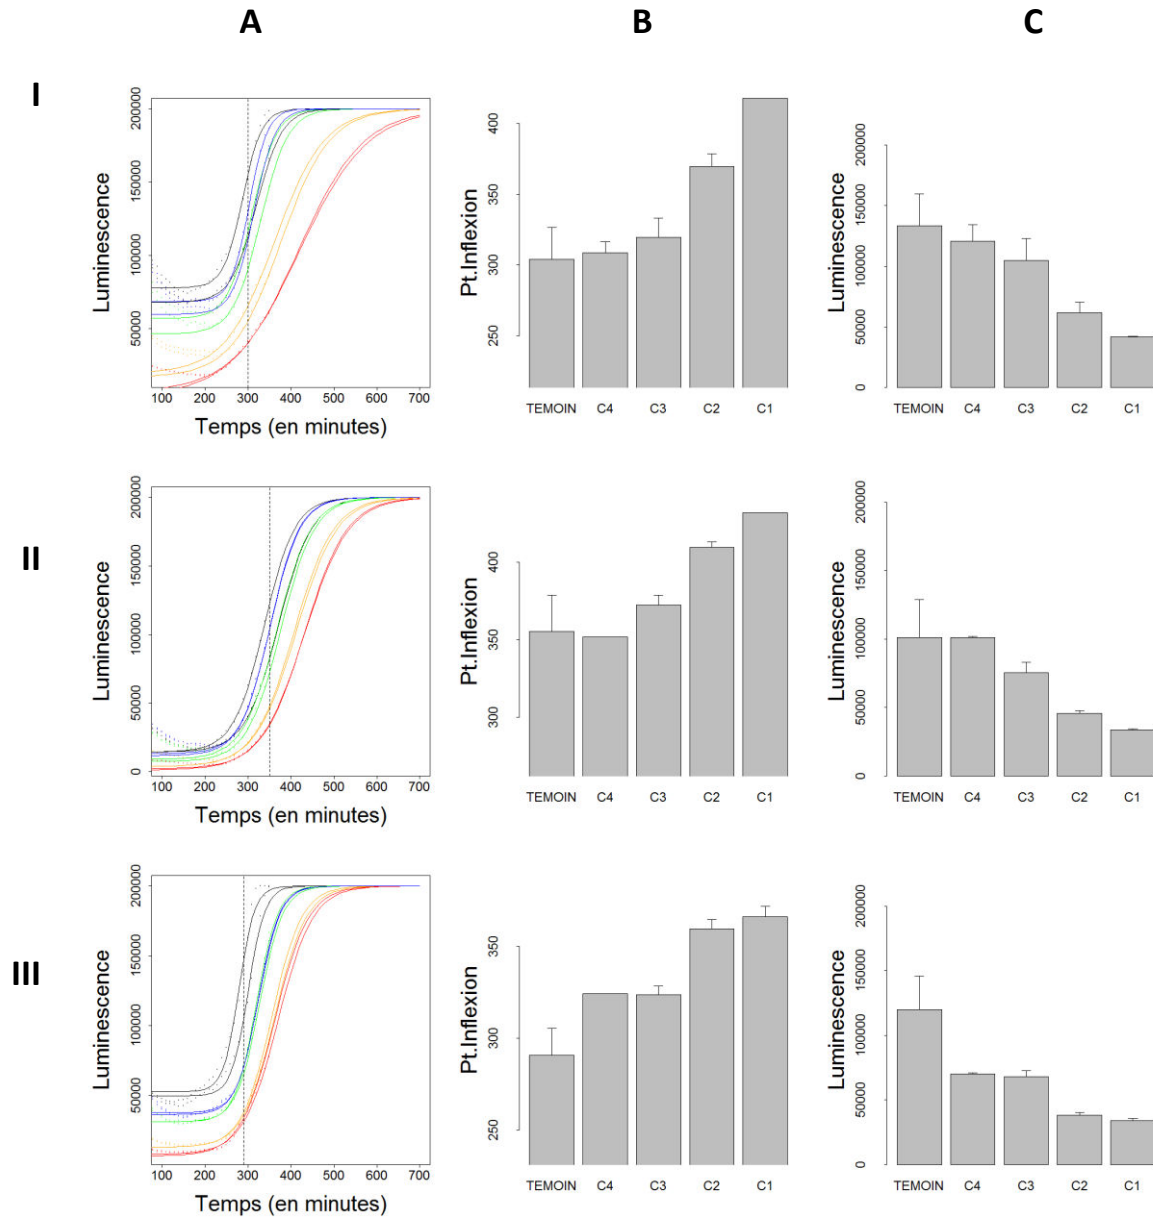 A B C
I
Luminescence
50000 100000 150000 200000
100 200 300 400 500 600 700
Temps (en minutes)
Pt.Inflexion
250 300 350 400
TEMOIN C4 C3 C2 C1
Luminescence
0 50000 100000 150000 200000
TEMOIN C4 C3 C2 C1
II
Luminescence
0 50000 100000 150000 200000
100 200 300 400 500 600 700
Temps (en minutes)
Pt.Inflexion
300 350 400
TEMOIN C4 C3 C2 C1
Luminescence
0 50000 100000 150000 200000
TEMOIN C4 C3 C2 C1
III
Luminescence
50000 100000 150000 200000
100 200 300 400 500 600 700
Temps (en minutes)
Pt.Inflexion
250 300 350
TEMOIN C4 C3 C2 C1
Luminescence
0 50000 100000 150000 200000
TEMOIN C4 C3 C2 C1